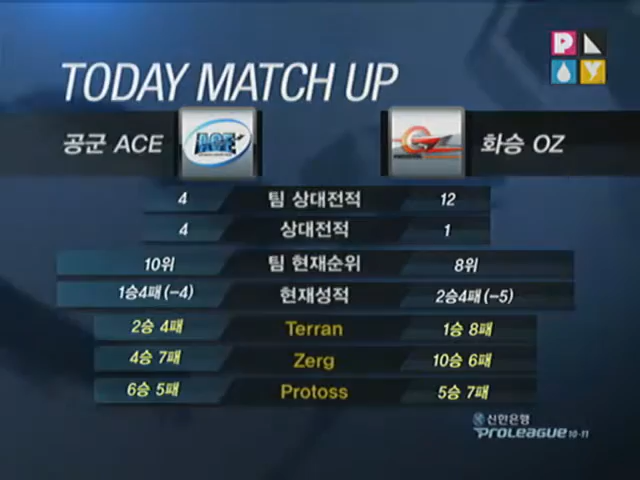 PLAY
TODAY MATCH UP
공군 ACE ACE 화승 OZ
4 팀 상대전적 12
4 상대전적 1
10위 팀 현재순위 8위
1승4패(-4) 현재성적 2승4패(-5)
2승 4패 Terran 1승 8패
4승 7패 Zerg 10승 6패
6승 5패 Protoss 5승 7패
신한은행
PROLEAGUE 10-11